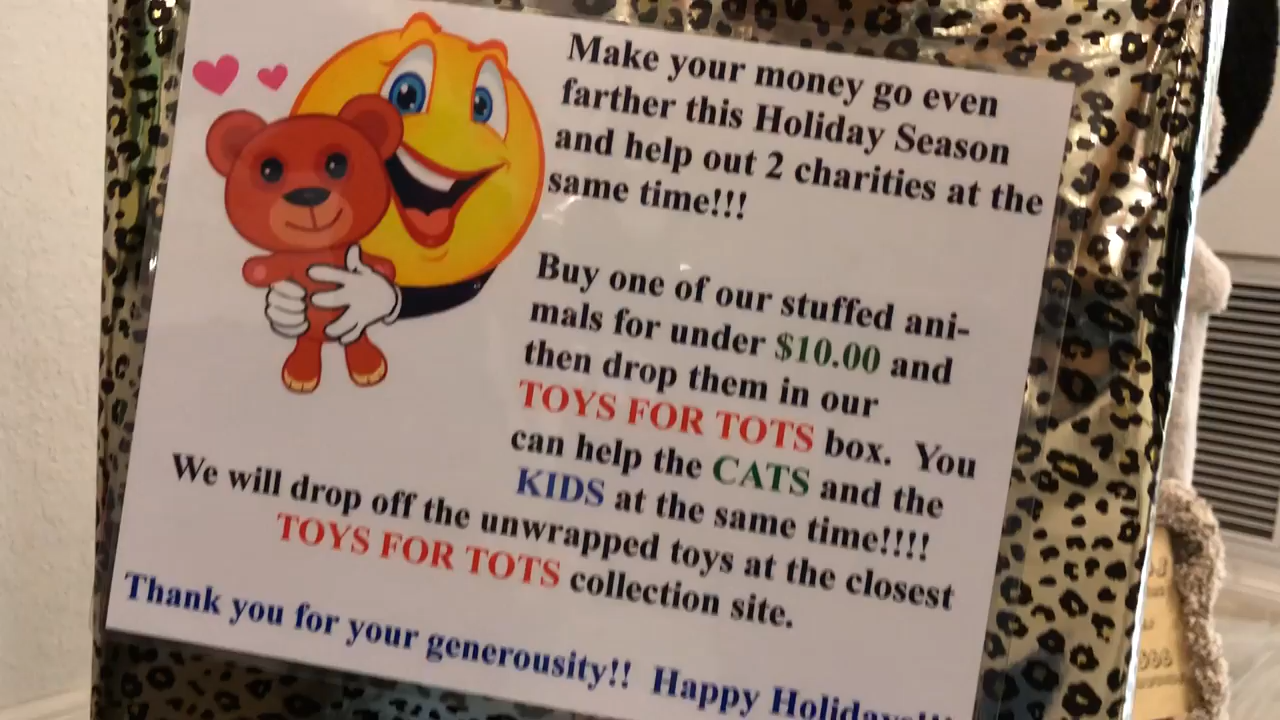 Make your money go even
farther this Holiday Season
and help out 2 charities at the
same time!!!
Buy one of our stuffed ani-
mals for under $10.00 and
then drop them in our
TOYS FOR TOTS box. You
can help the CATS and the
KIDS at the same time!!!!
We will drop off the unwrapped toys at the closest
TOYS FOR TOTS collection site.
Thank you for your generousity!! Happy Holidays!!!